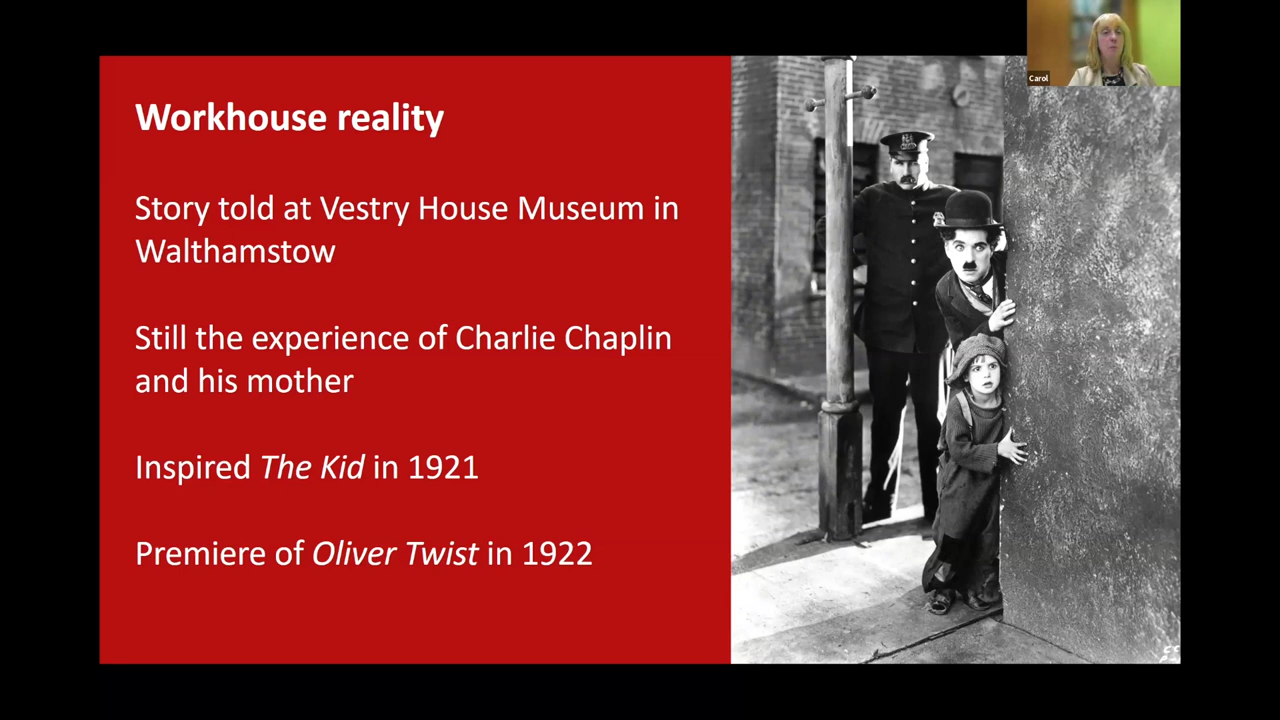 Carol
Workhouse reality
Story told at Vestry House Museum in
Walthamstow
Still the experience of Charlie Chaplin
and his mother
Inspired The Kid in 1921
Premiere of Oliver Twist in 1922